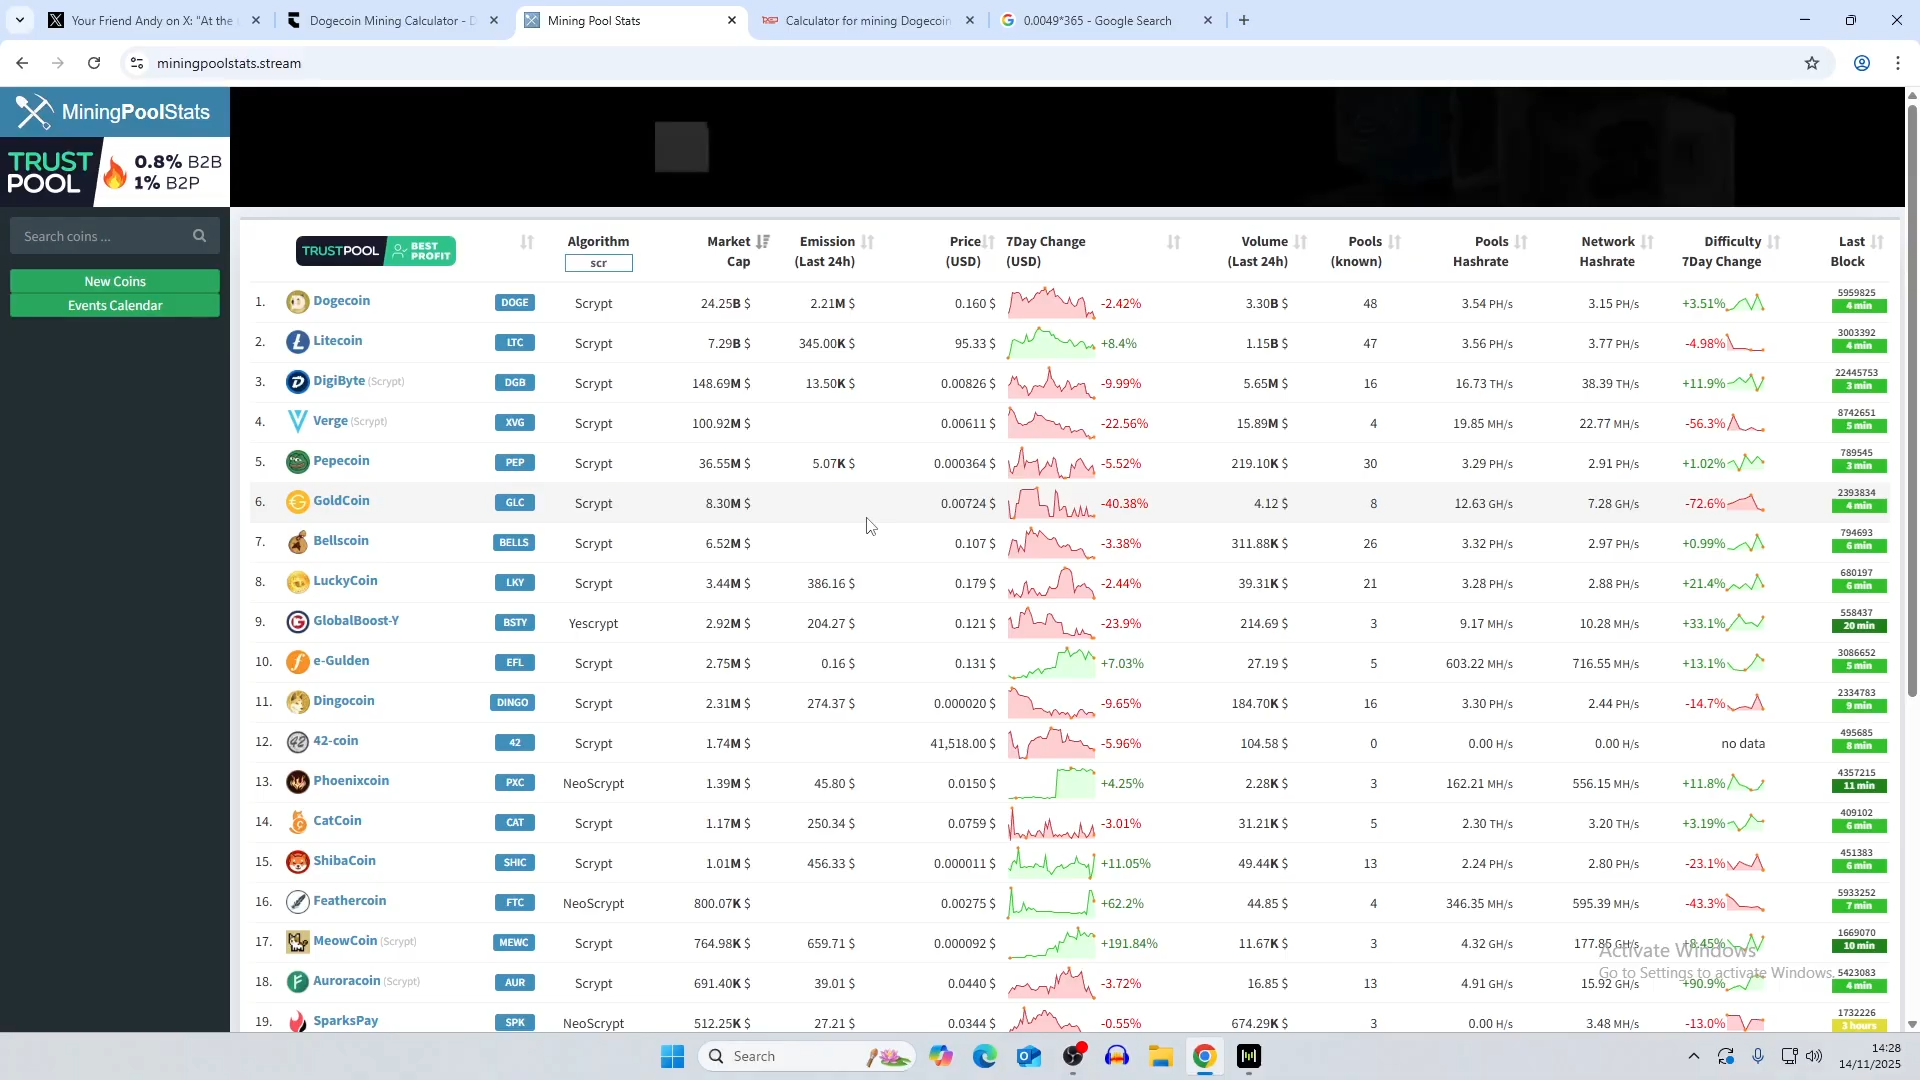 Your Friend Andy on X: "At the
Dogecoin Mining Calculator - D
Mining Pool Stats
Calculator for mining Dogecoin
0.0049*365 - Google Search
miningpoolstats.stream
MiningPoolStats
TRUST POOL 0.8% B2B 1% B2P
Search coins ...
New Coins
Events Calendar
TRUSTPOOL BEST PROFIT Algorithm Market Cap Emission (Last 24h) Price (USD) 7Day Change (USD) Volume (Last 24h) Pools (known) Pools Hashrate Network Hashrate Difficulty 7Day Change Last Block
scr
1. Dogecoin DOGE Scrypt 24.25B $ 2.21M $ 0.160 $ -2.42% 3.30B $ 48 3.54 PH/s 3.15 PH/s +3.51% 5959825 4 min
2. Litecoin LTC Scrypt 7.29B $ 345.00K $ 95.33 $ +8.4% 1.15B $ 47 3.56 PH/s 3.77 PH/s -4.98% 3003392 4 min
3. DigiByte (Scrypt) DGB Scrypt 148.69M $ 13.50K $ 0.00826 $ -9.99% 5.65M $ 16 16.73 TH/s 38.39 TH/s +11.9% 22445753 3 min
4. Verge (Scrypt) XVG Scrypt 100.92M $ 0.00611 $ -22.56% 15.89M $ 4 19.85 MH/s 22.77 MH/s -56.3% 8742651 5 min
5. Pepecoin PEP Scrypt 36.55M $ 5.07K $ 0.000364 $ -5.52% 219.10K $ 30 3.29 PH/s 2.91 PH/s +1.02% 789545 3 min
6. GoldCoin GLC Scrypt 8.30M $ 0.00724 $ -40.38% 4.12 $ 8 12.63 GH/s 7.28 GH/s -72.6% 2393834 4 min
7. Bellscoin BELLS Scrypt 6.52M $ 0.107 $ -3.38% 311.88K $ 26 3.32 PH/s 2.97 PH/s +0.99% 794693 6 min
8. LuckyCoin LKY Scrypt 3.44M $ 386.16 $ 0.179 $ -2.44% 39.31K $ 21 3.28 PH/s 2.88 PH/s +21.4% 680197 6 min
9. GlobalBoost-Y BSTY Yescrypt 2.92M $ 204.27 $ 0.121 $ -23.9% 214.69 $ 3 9.17 MH/s 10.28 MH/s +33.1% 558437 20 min
10. e-Gulden EFL Scrypt 2.75M $ 0.16 $ 0.131 $ +7.03% 27.19 $ 5 603.22 MH/s 716.55 MH/s +13.1% 3086652 5 min
11. Dingocoin DINGO Scrypt 2.31M $ 274.37 $ 0.000020 $ -9.65% 184.70K $ 16 3.30 PH/s 2.44 PH/s -14.7% 2334783 9 min
12. 42-coin 42 Scrypt 1.74M $ 41,518.00 $ -5.96% 104.58 $ 0 0.00 H/s 0.00 H/s no data 495685 8 min
13. Phoenixcoin PXC NeoScrypt 1.39M $ 45.80 $ 0.0150 $ +4.25% 2.28K $ 3 162.21 MH/s 556.15 MH/s +11.8% 4357215 11 min
14. CatCoin CAT Scrypt 1.17M $ 250.34 $ 0.0759 $ -3.01% 31.21K $ 5 2.30 TH/s 3.20 TH/s +3.19% 409102 6 min
15. ShibaCoin SHIC Scrypt 1.01M $ 456.33 $ 0.000011 $ +11.05% 49.44K $ 13 2.24 PH/s 2.80 PH/s -23.1% 451383 6 min
16. Feathercoin FTC NeoScrypt 800.07K $ 0.00275 $ +62.2% 44.85 $ 4 346.35 MH/s 595.39 MH/s -43.3% 5933252 7 min
17. MeowCoin (Scrypt) MEWC Scrypt 764.98K $ 659.71 $ 0.000092 $ +191.84% 11.67K $ 3 4.32 GH/s 177.85 GH/s +8.45% 1669070 10 min
18. Auroracoin (Scrypt) AUR Scrypt 691.40K $ 39.01 $ 0.0440 $ -3.72% 16.85 $ 13 4.91 GH/s 15.92 GH/s +90.9% 5423083 4 min
19. SparksPay SPK NeoScrypt 512.25K $ 27.21 $ 0.0344 $ -0.55% 674.29K $ 3 0.00 H/s 3.48 MH/s -13.0% 1732226 3 hours
Activate Windows
Go to Settings to activate Windows.
Search
14:28
14/11/2025